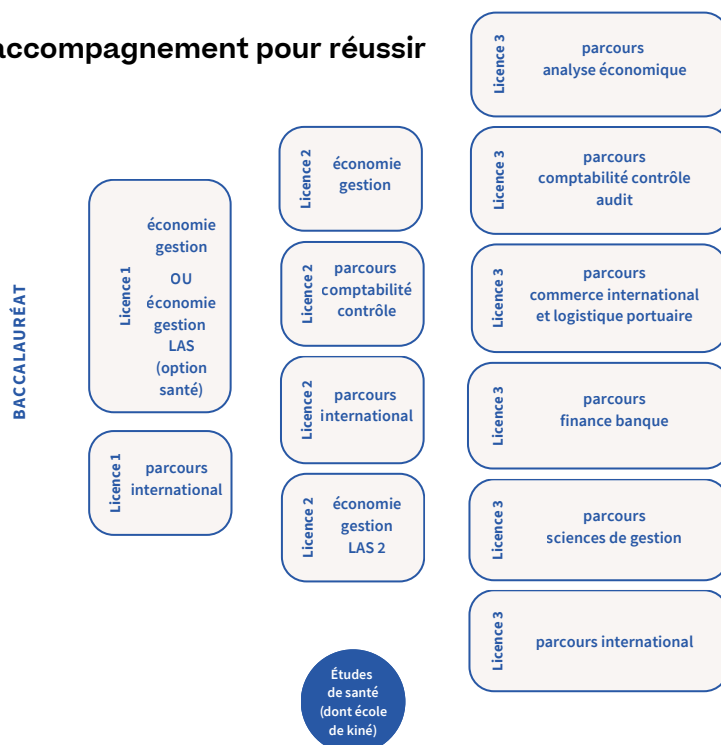 accompagnement pour réussir
BACCALAURÉAT
Licence 1
économie
gestion
OU
économie
gestion
LAS
(option
santé)
Licence 1
parcours
international
Licence 2
économie
gestion
Licence 2
parcours
comptabilité
contrôle
Licence 2
parcours
international
Licence 2
économie
gestion
LAS 2
Études
de santé
(dont école
de kiné)
Licence 3
parcours
analyse économique
Licence 3
parcours
comptabilité contrôle
audit
Licence 3
parcours
commerce international
et logistique portuaire
Licence 3
parcours
finance banque
Licence 3
parcours
sciences de gestion
Licence 3
parcours international